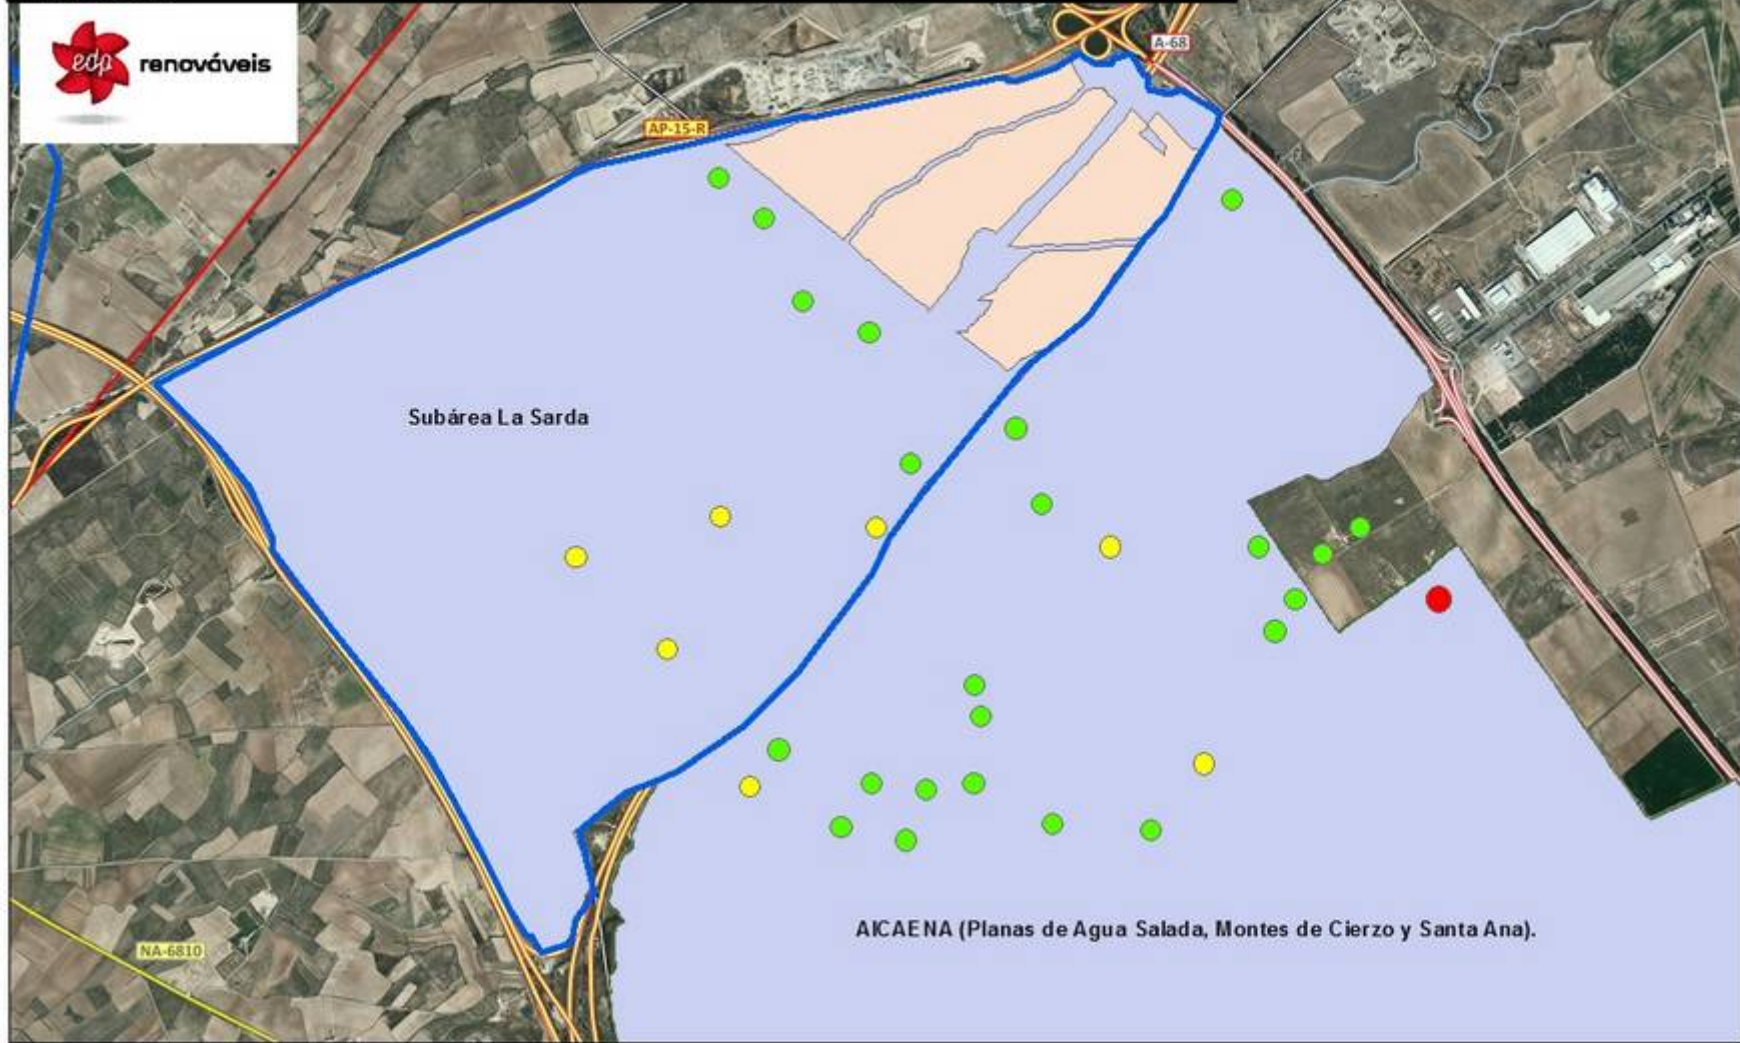 edp renováveis
A-68
AP-15-R
Subárea La Sarda
AICAENA (Planas de Agua Salada, Montes de Cierzo y Santa Ana).
NA-6810